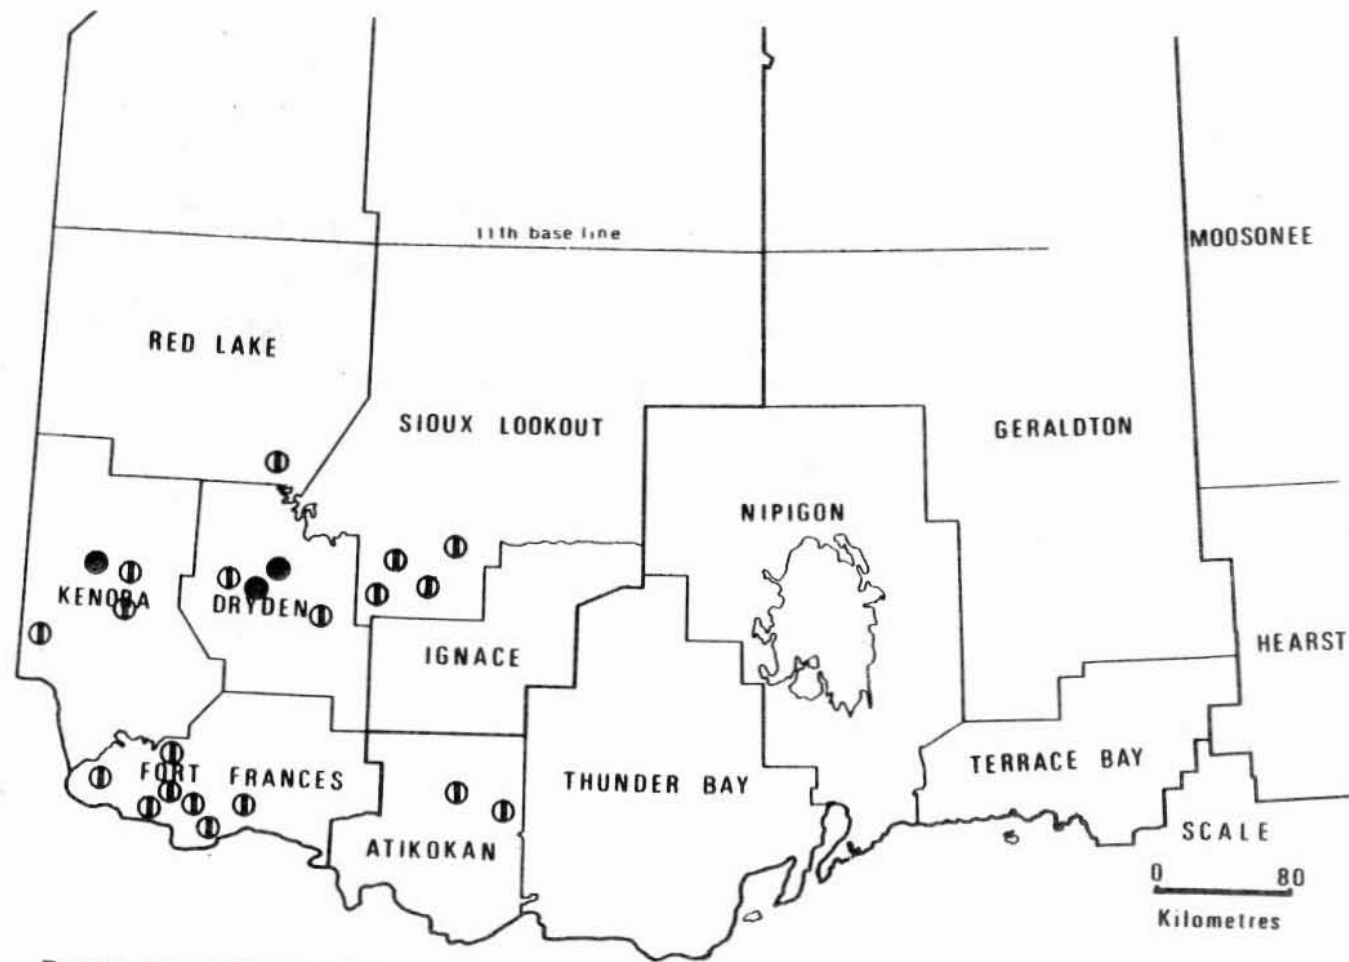 11th base line
MOOSONEE
RED LAKE
SIOUX LOOKOUT
GERALDTON
NIPIGON
KENORA
DRYDEN
IGNACE
HEARST
FORT FRANCES
THUNDER BAY
TERRACE BAY
ATIKOKAN
SCALE
0 80
Kilometres